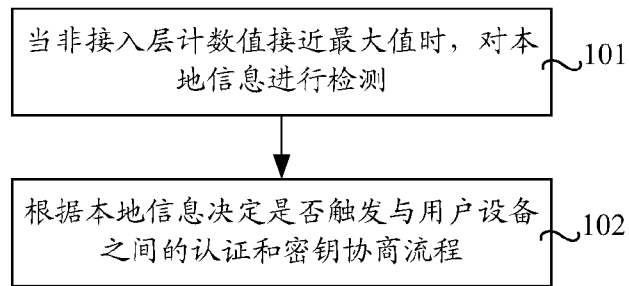 当非接入层计数值接近最大值时，对本
地信息进行检测
101
根据本地信息决定是否触发与用户设备
之间的认证和密钥协商流程
102